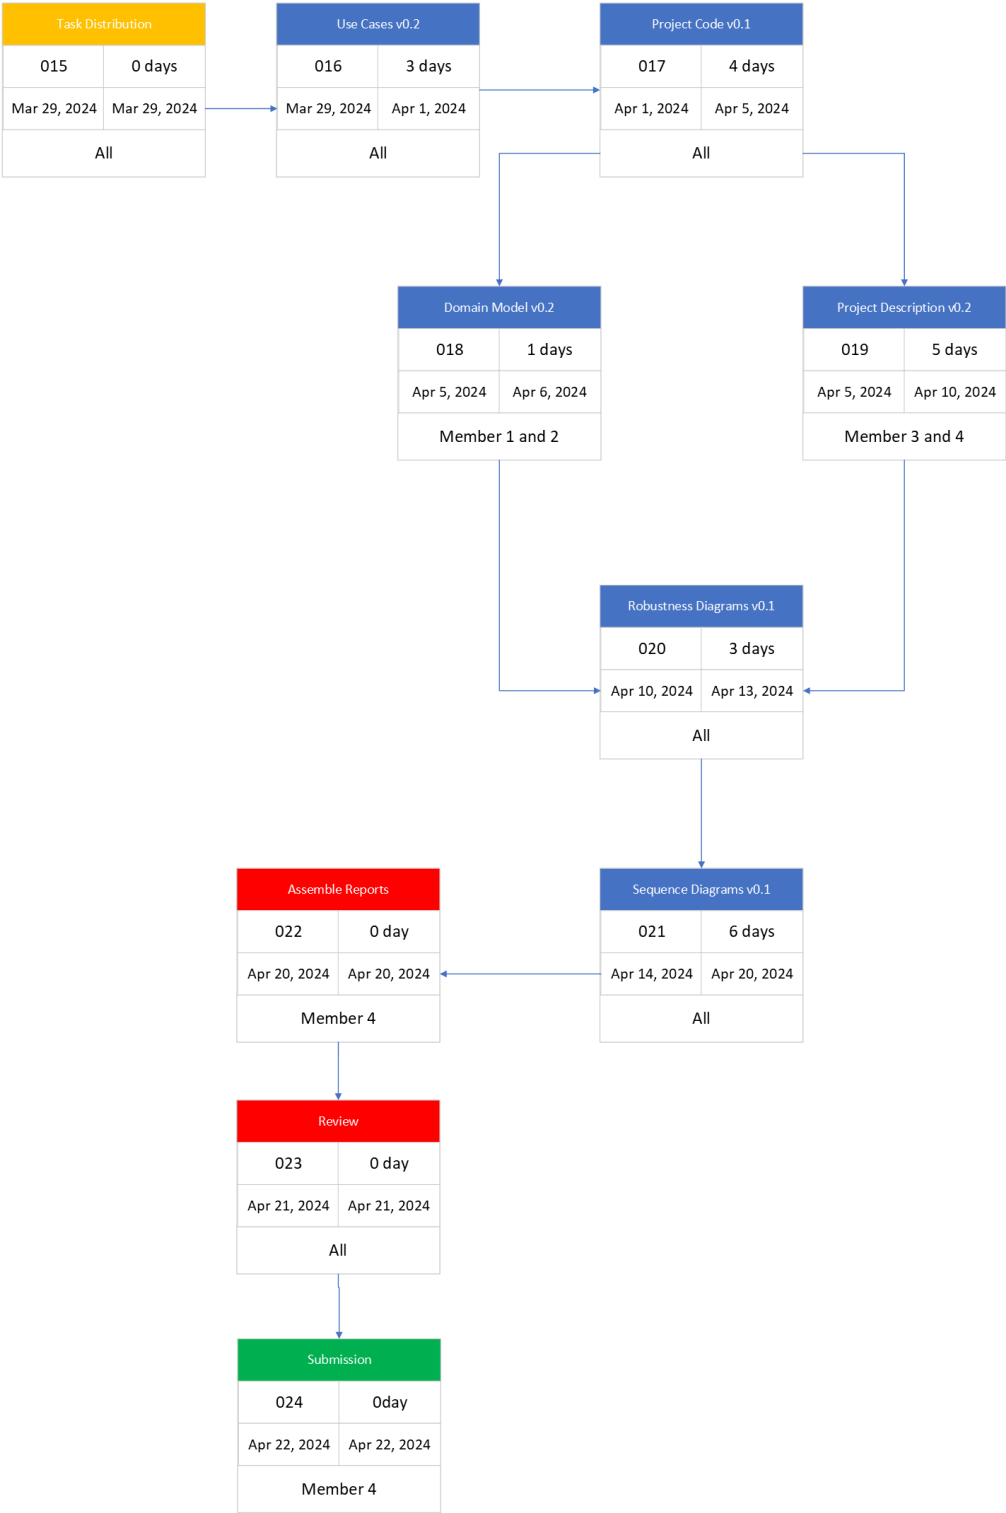 Task Distribution
015 0 days
Mar 29, 2024 Mar 29, 2024
All
Use Cases v0.2
016 3 days
Mar 29, 2024 Apr 1, 2024
All
Project Code v0.1
017 4 days
Apr 1, 2024 Apr 5, 2024
All
Domain Model v0.2
018 1 days
Apr 5, 2024 Apr 6, 2024
Member 1 and 2
Project Description v0.2
019 5 days
Apr 5, 2024 Apr 10, 2024
Member 3 and 4
Robustness Diagrams v0.1
020 3 days
Apr 10, 2024 Apr 13, 2024
All
Sequence Diagrams v0.1
021 6 days
Apr 14, 2024 Apr 20, 2024
All
Assemble Reports
022 0 day
Apr 20, 2024 Apr 20, 2024
Member 4
Review
023 0 day
Apr 21, 2024 Apr 21, 2024
All
Submission
024 0day
Apr 22, 2024 Apr 22, 2024
Member 4